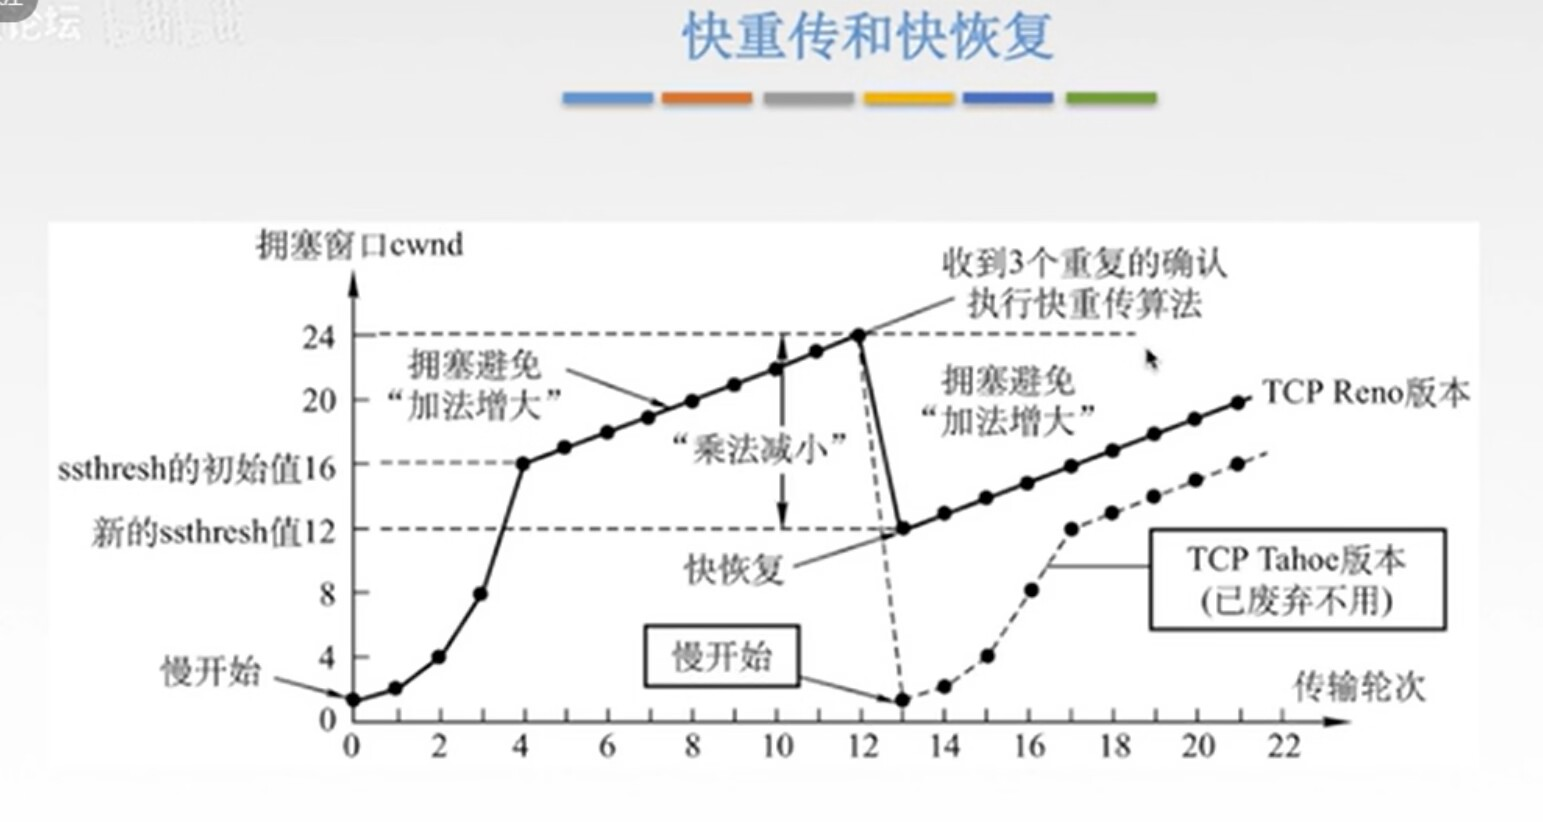 论坛 bilibili
快重传和快恢复
拥塞窗口cwnd
收到3个重复的确认
执行快重传算法
24
拥塞避免
“加法增大”
拥塞避免
“加法增大”
TCP Reno版本
20
“乘法减小”
ssthresh的初始值16
新的ssthresh值12
快恢复
TCP Tahoe版本
(已废弃不用)
8
慢开始
4
慢开始
传输轮次
0
0 2 4 6 8 10 12 14 16 18 20 22